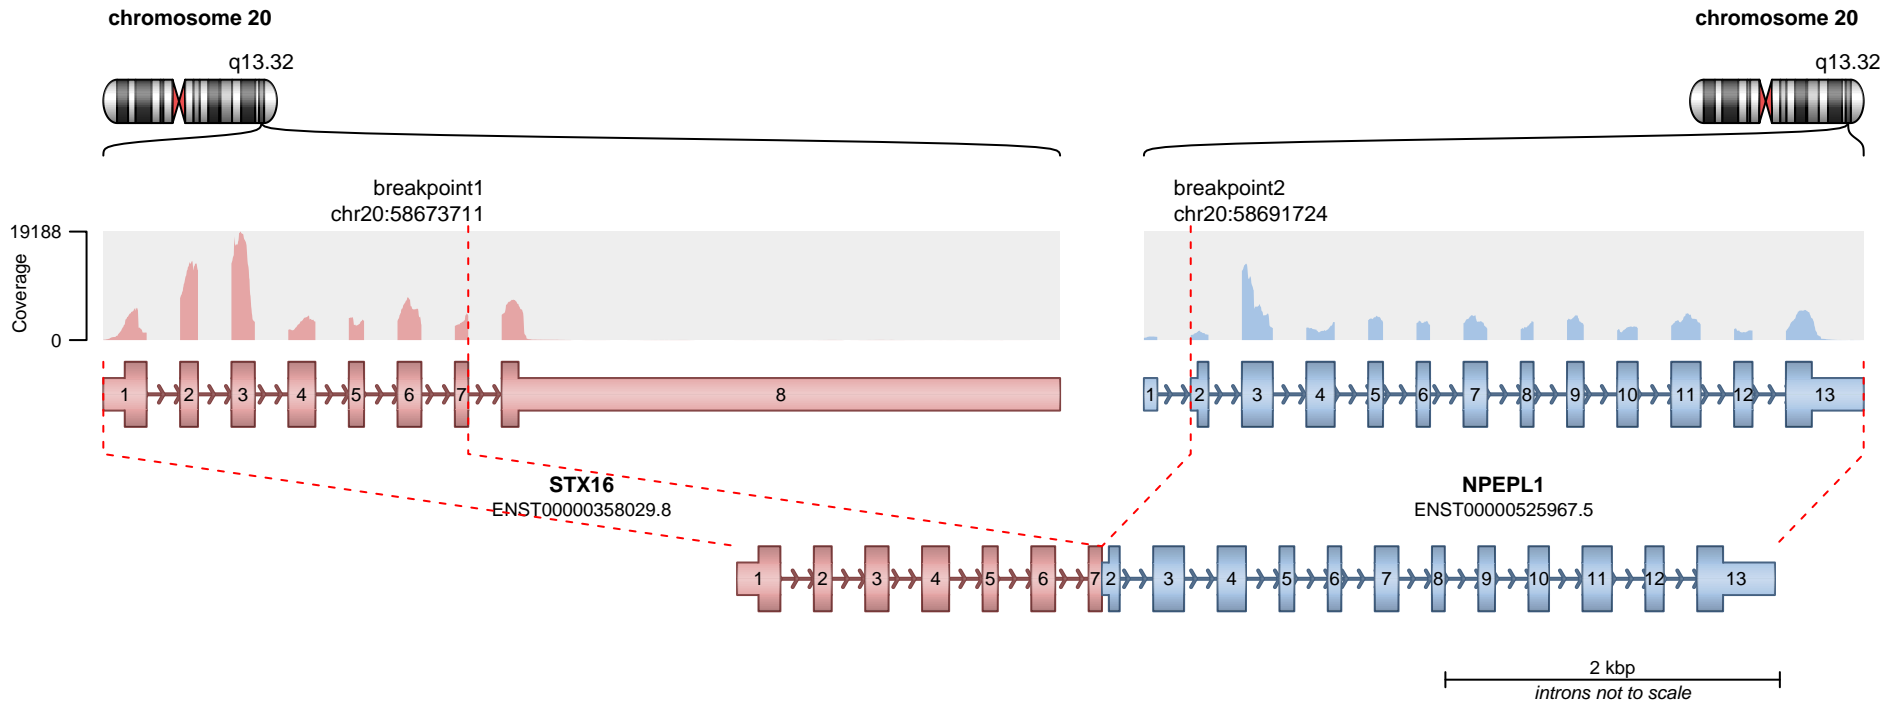 chromosome 20
chromosome 20
q13.32
q13.32
breakpoint1
chr20:58673711
breakpoint2
chr20:58691724
19188
Coverage
0
1 2 3 4 5 6 7 8
1 2 3 4 5 6 7 8 9 10 11 12 13
STX16
ENST00000358029.8
NPEPL1
ENST00000525967.5
1 2 3 4 5 6 7 2 3 4 5 6 7 8 9 10 11 12 13
2 kbp
introns not to scale